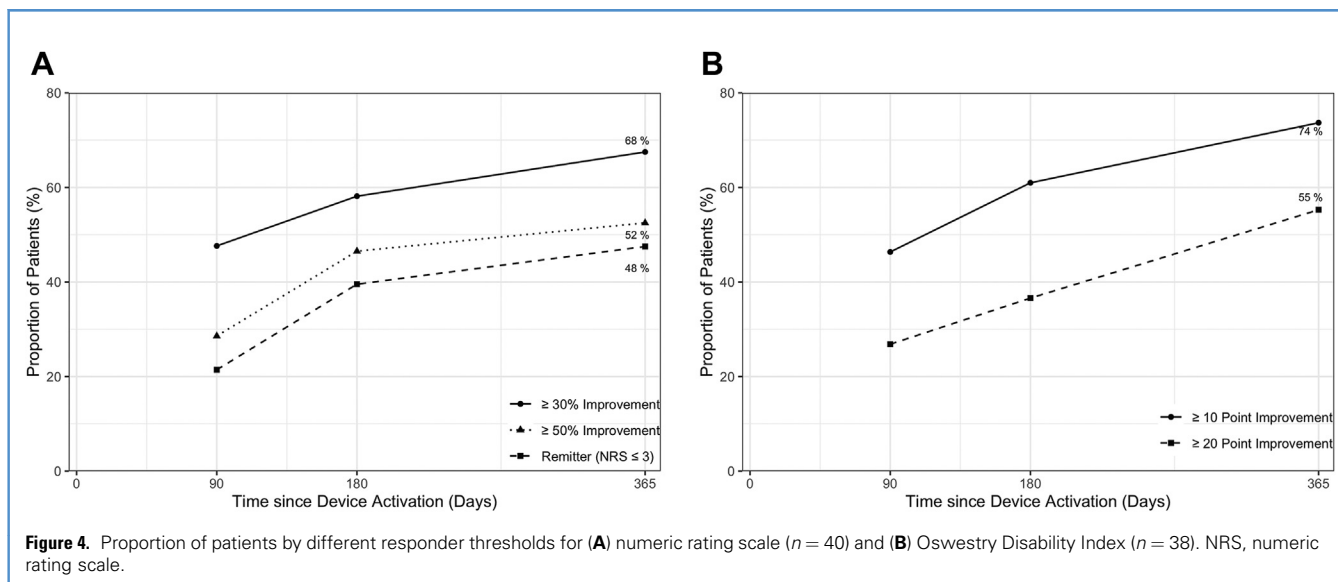 A
80
60
40
20
0
0
90
180
365
Proportion of Patients (%)
Time since Device Activation (Days)
68 %
52 %
48 %
≥ 30% Improvement
≥ 50% Improvement
Remitter (NRS ≤ 3)
B
80
60
40
20
0
0
90
180
365
Proportion of Patients (%)
Time since Device Activation (Days)
74 %
55 %
≥ 10 Point Improvement
≥ 20 Point Improvement
Figure 4. Proportion of patients by different responder thresholds for (A) numeric rating scale (n = 40) and (B) Oswestry Disability Index (n = 38). NRS, numeric
rating scale.